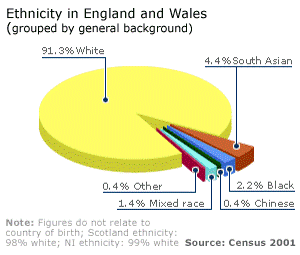 Ethnicity in England and Wales
(grouped by general background)
91.3% White
4.4% South Asian
0.4% Other
2.2% Black
1.4% Mixed race
0.4% Chinese
Note: Figures do not relate to
country of birth; Scotland ethnicity:
98% white; NI ethnicity: 99% white
Source: Census 2001